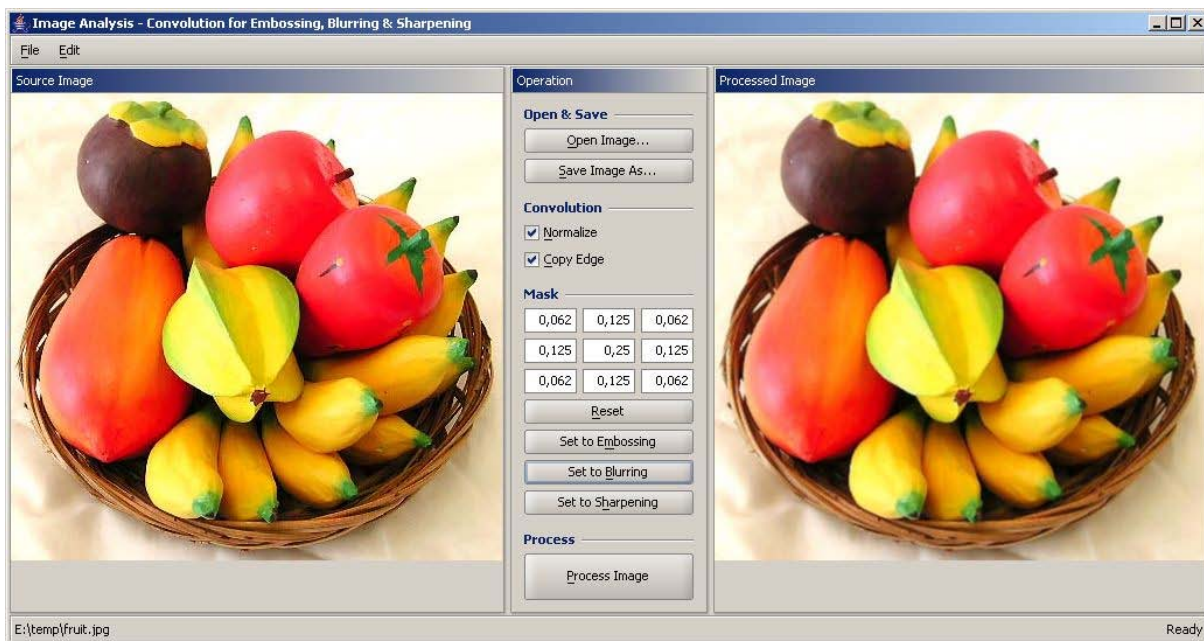 Image Analysis - Convolution for Embossing, Blurring & Sharpening
File Edit
Source Image
Operation
Open & Save
Open Image...
Save Image As...
Convolution
Normalize
Copy Edge
Mask
0,062 0,125 0,062
0,125 0,25 0,125
0,062 0,125 0,062
Reset
Set to Embossing
Set to Blurring
Set to Sharpening
Process
Process Image
Processed Image
E:\temp\fruit.jpg
Ready